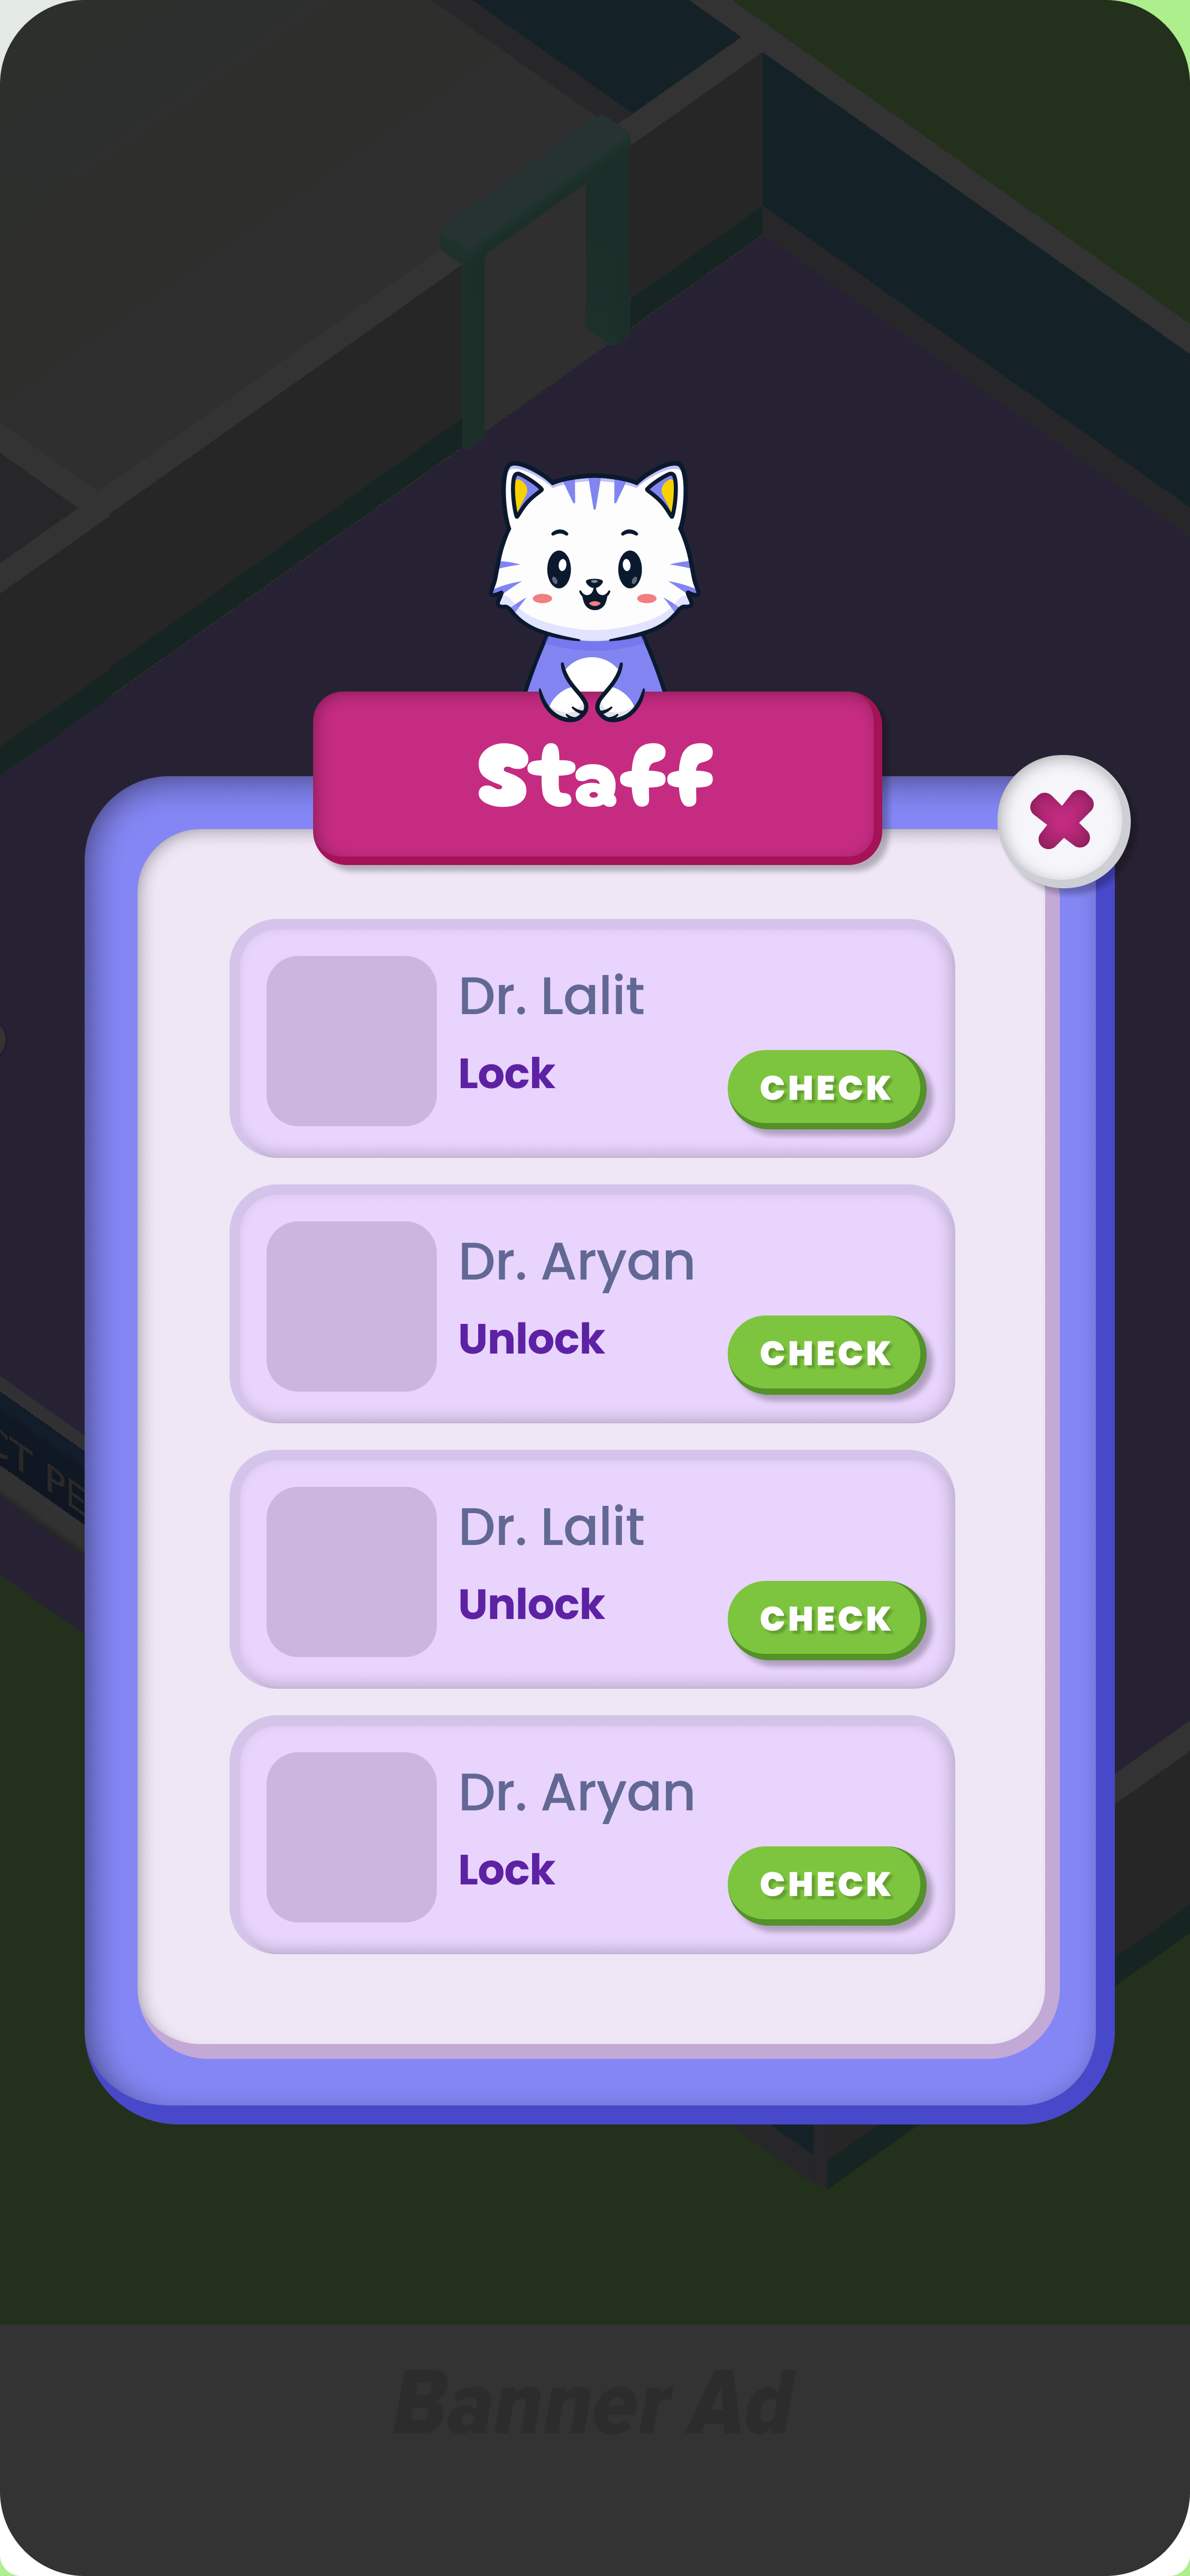 Staff
Dr. Lalit
Lock
CHECK
Dr. Aryan
Unlock
CHECK
Dr. Lalit
Unlock
CHECK
Dr. Aryan
Lock
CHECK
Banner Ad